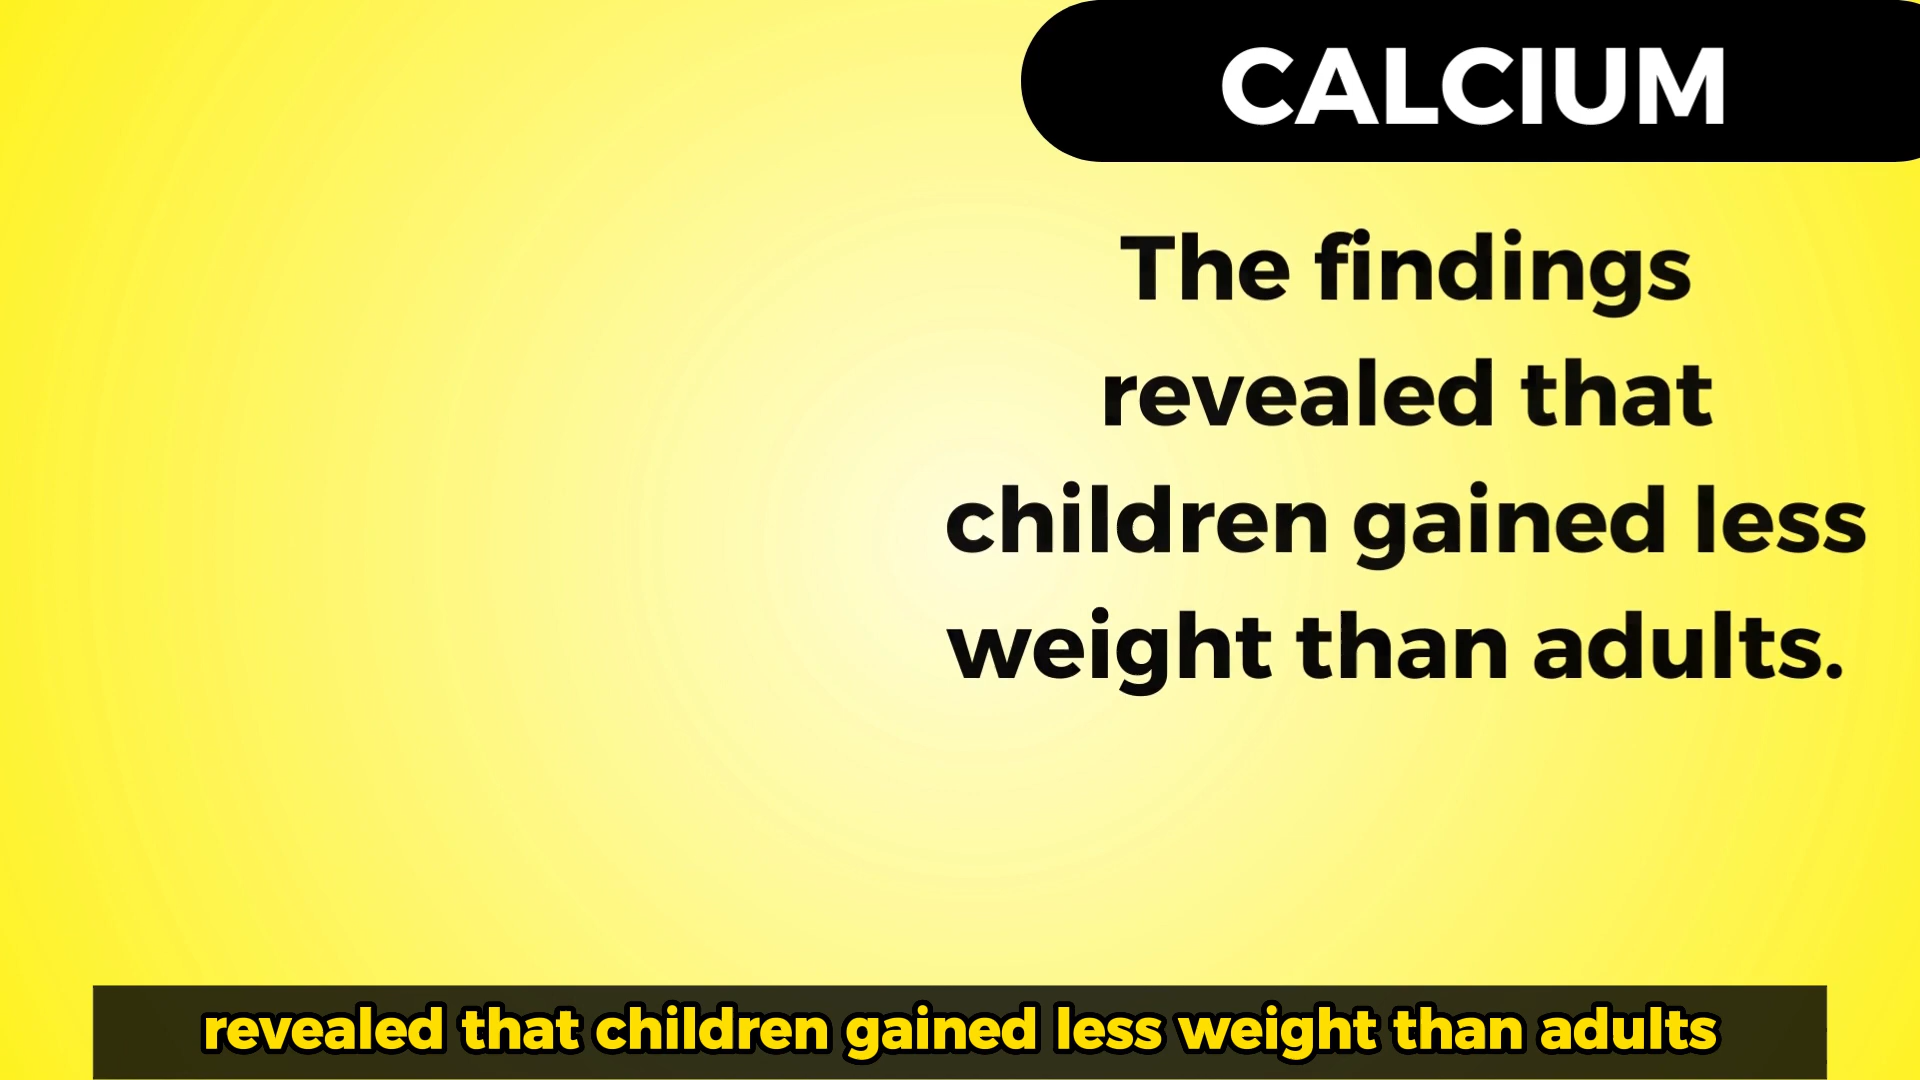 CALCIUM
The findings
revealed that
children gained less
weight than adults.
revealed that children gained less weight than adults